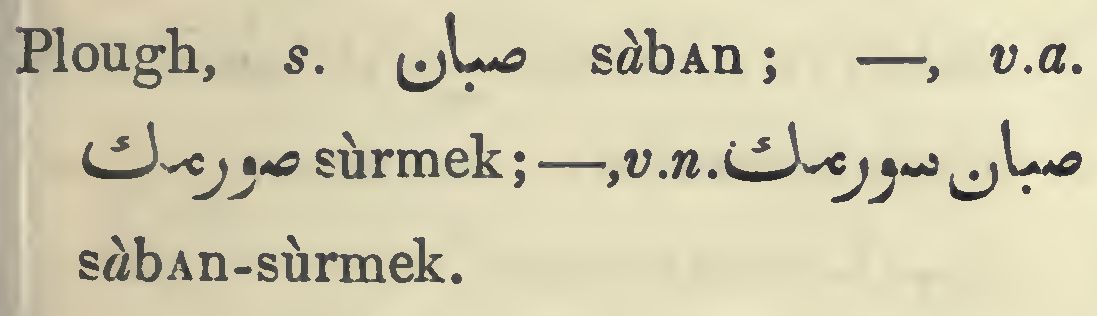 Plough, s. صبان sàbAn ; —, v.a.
صورمك sùrmek ; —, v.n. صبان سورمك
sàbAn-sùrmek.